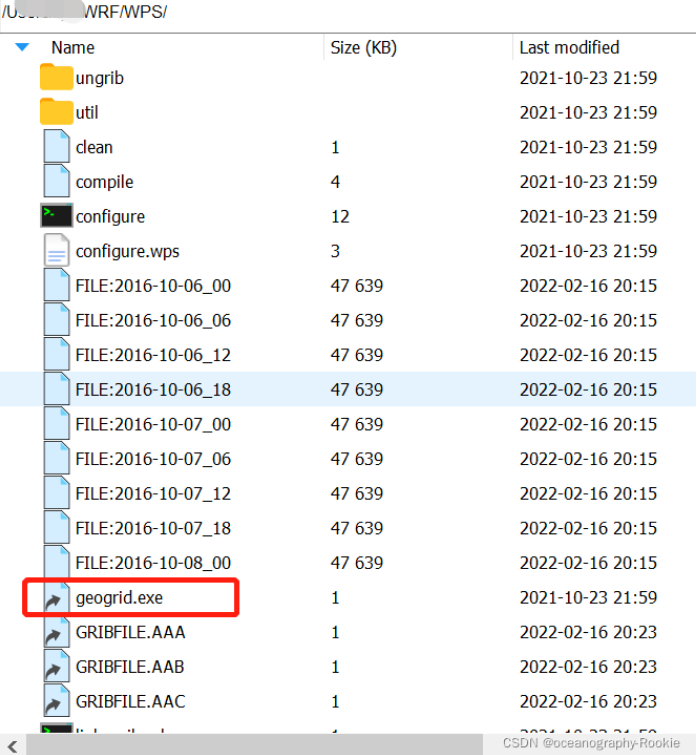 WRF/WPS/
Name Size (KB) Last modified
ungrib 2021-10-23 21:59
util 2021-10-23 21:59
clean 1 2021-10-23 21:59
compile 4 2021-10-23 21:59
configure 12 2021-10-23 21:59
configure.wps 3 2021-10-23 21:59
FILE:2016-10-06_00 47 639 2022-02-16 20:15
FILE:2016-10-06_06 47 639 2022-02-16 20:15
FILE:2016-10-06_12 47 639 2022-02-16 20:15
FILE:2016-10-06_18 47 639 2022-02-16 20:15
FILE:2016-10-07_00 47 639 2022-02-16 20:15
FILE:2016-10-07_06 47 639 2022-02-16 20:15
FILE:2016-10-07_12 47 639 2022-02-16 20:15
FILE:2016-10-07_18 47 639 2022-02-16 20:15
FILE:2016-10-08_00 47 639 2022-02-16 20:15
geogrid.exe 1 2021-10-23 21:59
GRIBFILE.AAA 1 2022-02-16 20:23
GRIBFILE.AAB 1 2022-02-16 20:23
GRIBFILE.AAC 1 2022-02-16 20:23
CSDN @oceanography-Rookie